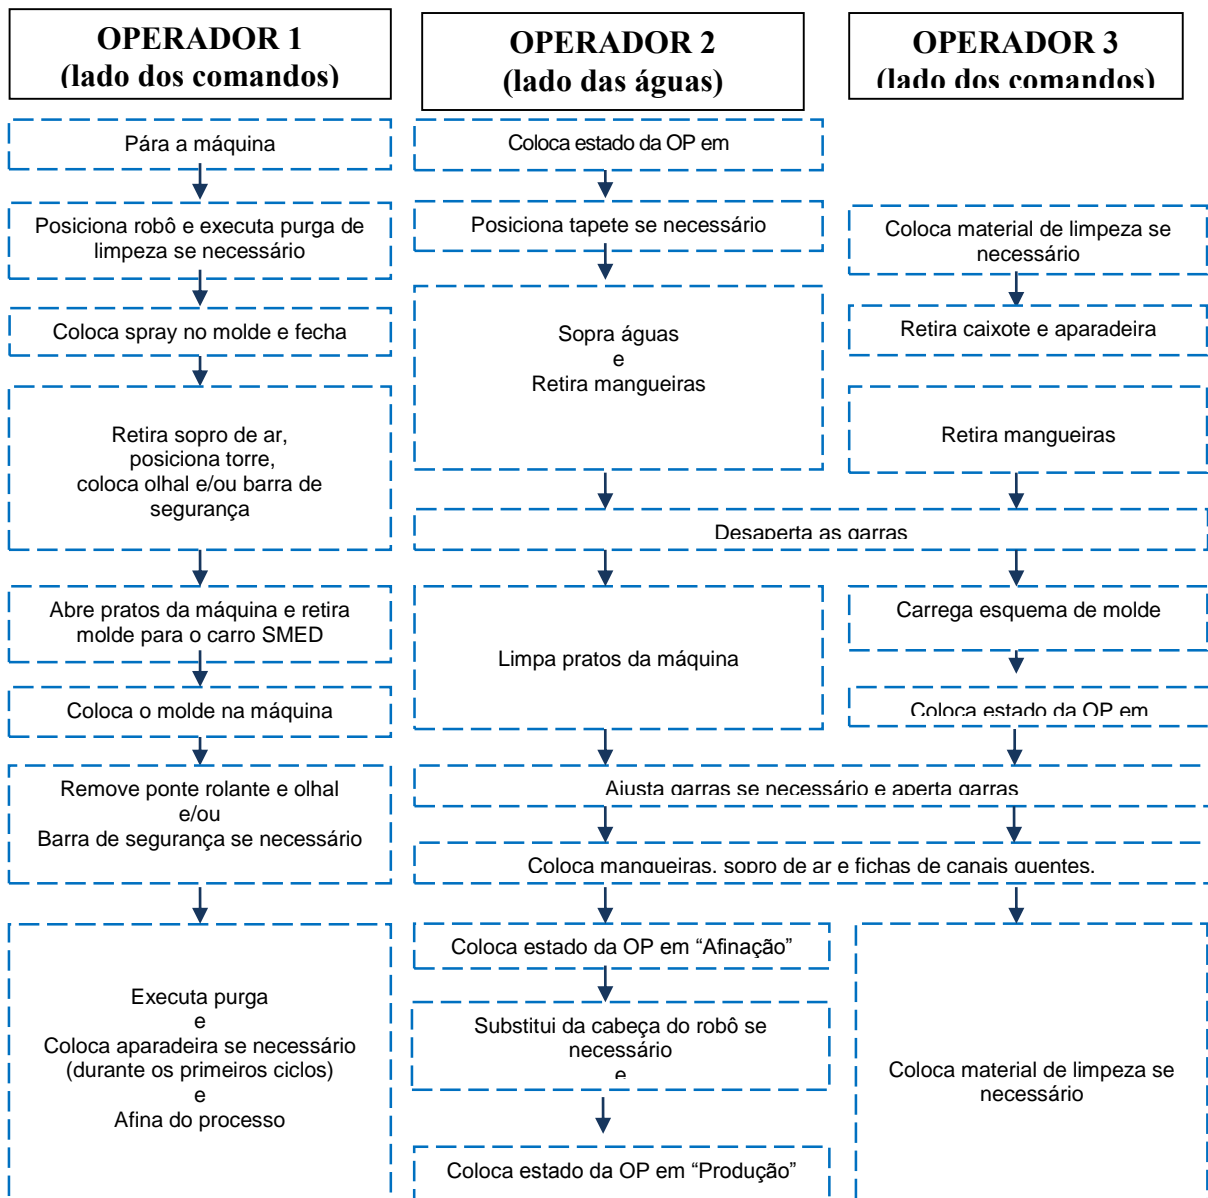 OPERADOR 1
(lado dos comandos)
OPERADOR 2
(lado das águas)
OPERADOR 3
(lado dos comandos)
Pára a máquina
Posiciona robô e executa purga de
limpeza se necessário
Coloca spray no molde e fecha
Retira sopro de ar,
posiciona torre,
coloca olhal e/ou barra de
segurança
Abre pratos da máquina e retira
molde para o carro SMED
Coloca o molde na máquina
Remove ponte rolante e olhal
e/ou
Barra de segurança se necessário
Executa purga
e
Coloca aparadeira se necessário
(durante os primeiros ciclos)
e
Afina do processo
Coloca estado da OP em
Posiciona tapete se necessário
Sopra águas
e
Retira mangueiras
Desaperta as garras
Limpa pratos da máquina
Ajusta garras se necessário e aperta garras
Coloca mangueiras, sopro de ar e fichas de canais quentes.
Coloca estado da OP em “Afinação”
Substitui da cabeça do robô se
necessário
e
Coloca estado da OP em “Produção”
Coloca material de limpeza se
necessário
Retira caixote e aparadeira
Retira mangueiras
Carrega esquema de molde
Coloca estado da OP em
Coloca material de limpeza se
necessário